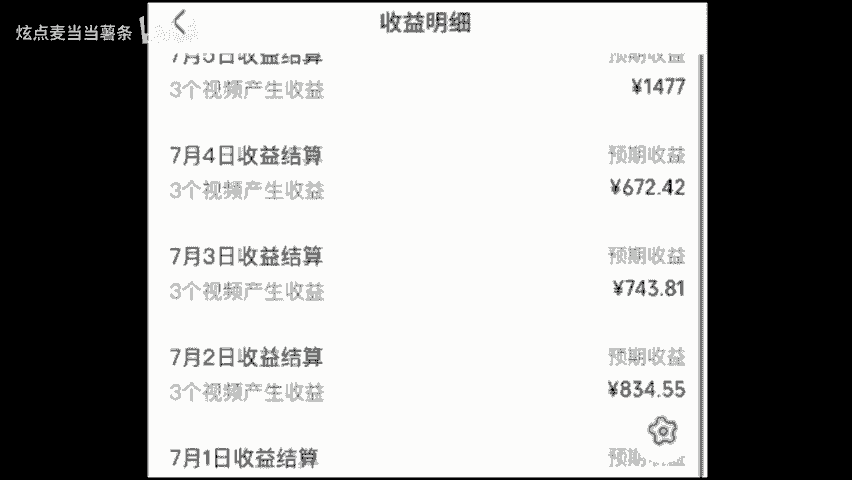 炫点麦当当薯条
收益明细
7月5日收益结算
预期收益
3个视频产生收益
¥1477
7月4日收益结算
预期收益
3个视频产生收益
¥672.42
7月3日收益结算
预期收益
3个视频产生收益
¥743.81
7月2日收益结算
预期收益
3个视频产生收益
¥834.55
7月1日收益结算
预期收益